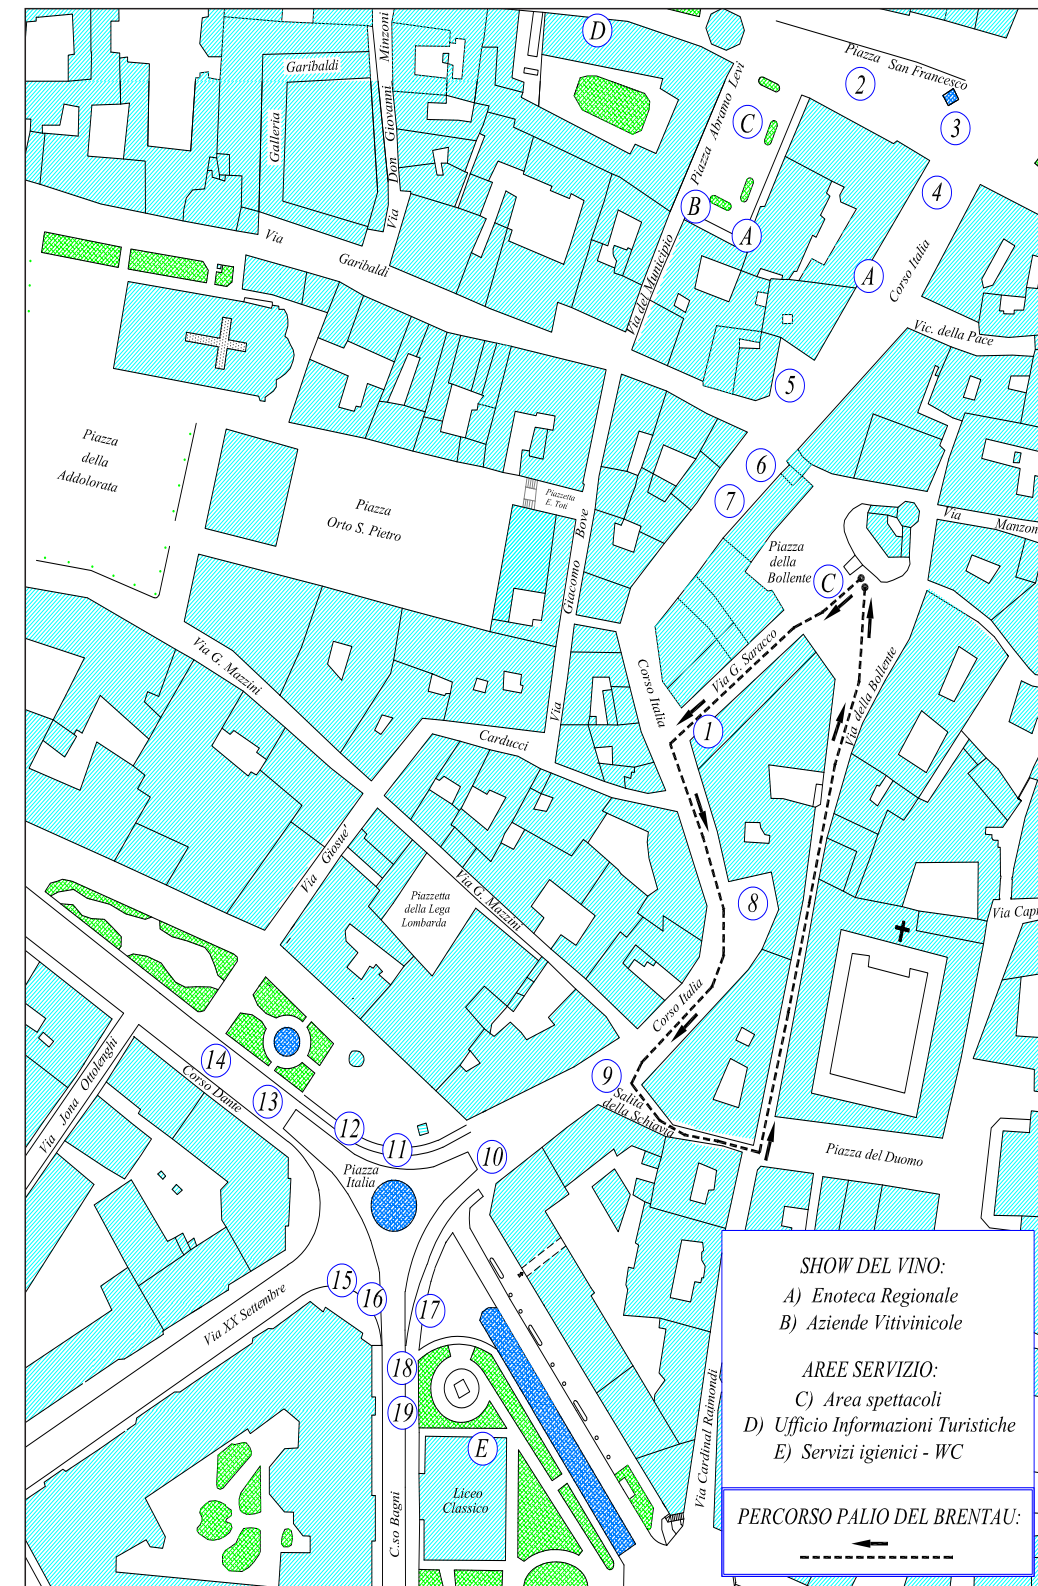 D
Piazza San Francesco
2
3
C
Piazza Abramo Levi
Garibaldi
Galleria
Via Don Giovanni Minzoni
4
B
A
A
Corso Italia
Via Garibaldi
Via del Municipio
Vic. della Pace
5
Piazza
della
Addolorata
6
7
Piazza
Orto S. Pietro
Piazzetta
E. Toti
Via Giacomo Bove
Via Manzon
Piazza
della
Bollente
C
Via G. Mazzini
Via G. Saracco
Corso Italia
Via della Bollente
1
Carducci
Via Giosue'
Via G. Mazzini
Piazzetta
della Lega
Lombarda
8
Via Capr
Corso Italia
14
13
Corso Dante
Via Jona Ottolenghi
9
Salita
della Schiavia
12
11
10
Piazza
Italia
Piazza del Duomo
15
16
17
Via XX Settembre
18
19
E
Liceo
Classico
C.so Bagni
Via Cardinal Raimondi
SHOW DEL VINO:
A) Enoteca Regionale
B) Aziende Vitivinicole
AREE SERVIZIO:
C) Area spettacoli
D) Ufficio Informazioni Turistiche
E) Servizi igienici - WC
PERCORSO PALIO DEL BRENTAU: